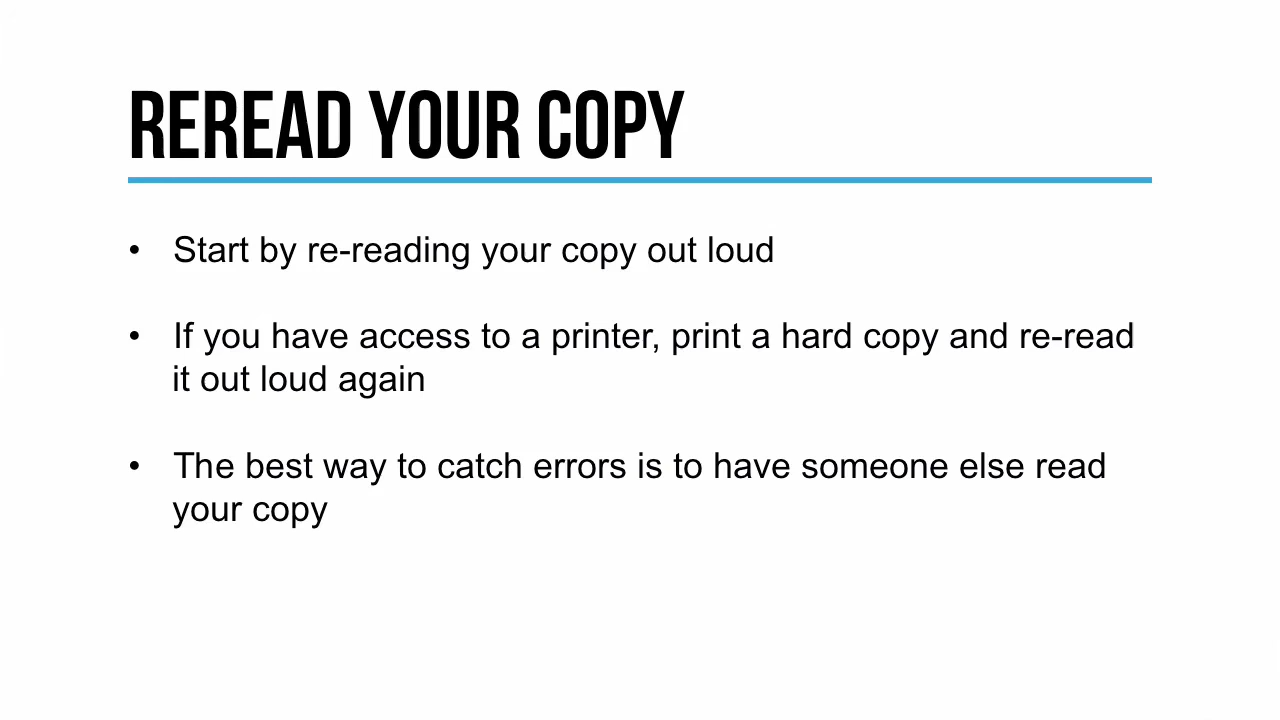 REREAD YOUR COPY
• Start by re-reading your copy out loud
• If you have access to a printer, print a hard copy and re-read
it out loud again
• The best way to catch errors is to have someone else read
your copy